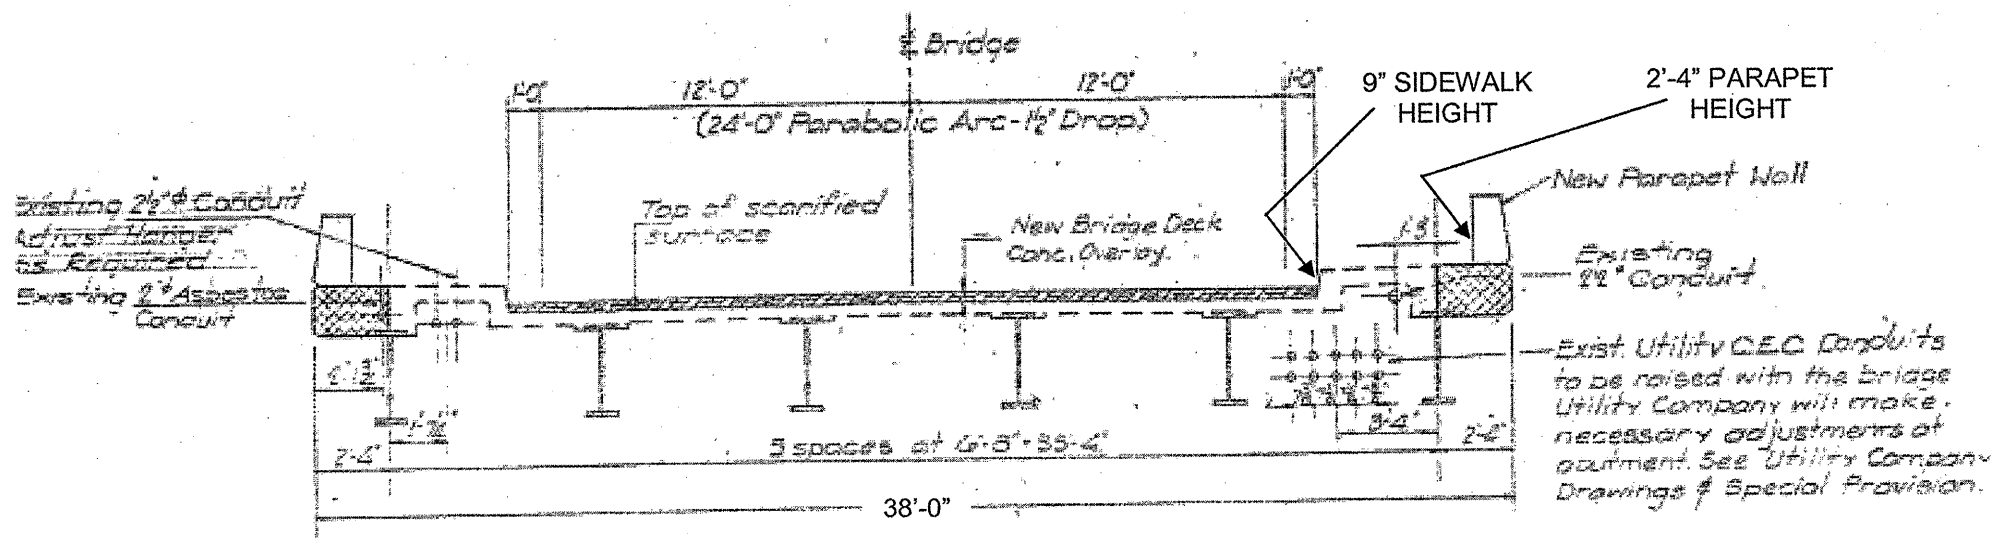 ℄ Bridge
1'-0" 12'-0" 12'-0" 1'-0"
(24'-0" Parabolic Arc-1½" Drop)
9” SIDEWALK
HEIGHT
2’-4” PARAPET
HEIGHT
New Parapet Wall
Existing 2½"ϕ Conduit
Adjust Hanger
as Required
Existing 2"ϕ Asbestos
Conduit
Top of scarified
surface
New Bridge Deck
Conc. Overlay.
Existing
Conduit
Exist. Utility C.E.C. Conduits
to be raised with the bridge
Utility Company will make
necessary adjustments at
abutment. See Utility Company
Drawings & Special Provision.
3'-4"
2'-4"
5 spaces at 6'-8" = 33'-4"
2'-4"
38’-0”